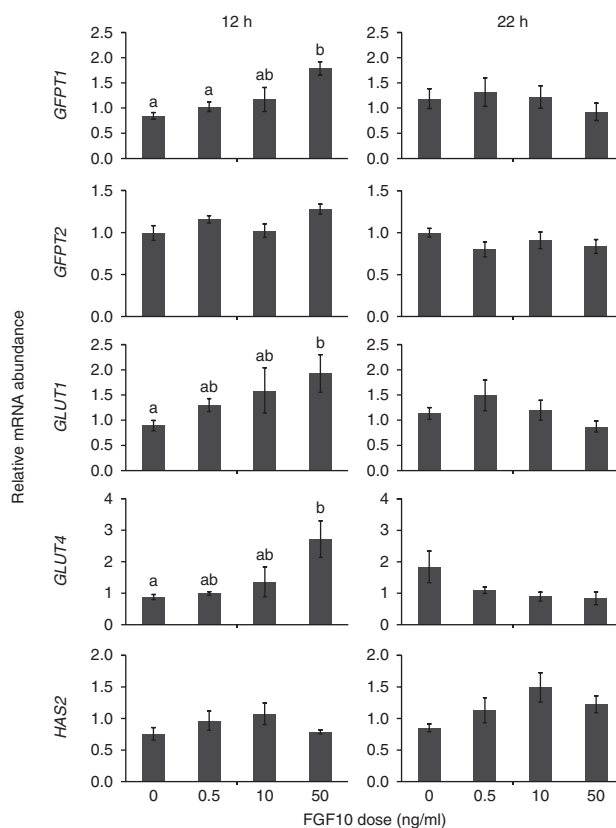 12 h 22 h
GFPT1
2.5 2.5
2.0 2.0
1.5 1.5
1.0 1.0
0.5 0.5
0.0 0.0
a a ab b
GFPT2
1.5 1.5
1.0 1.0
0.5 0.5
0.0 0.0
Relative mRNA abundance
GLUT1
2.5 2.5
2.0 2.0
1.5 1.5
1.0 1.0
0.5 0.5
0.0 0.0
a ab ab b
GLUT4
4 4
3 3
2 2
1 1
0 0
a ab ab b
HAS2
2.0 2.0
1.5 1.5
1.0 1.0
0.5 0.5
0.0 0.0
0 0.5 10 50 0 0.5 10 50
FGF10 dose (ng/ml)